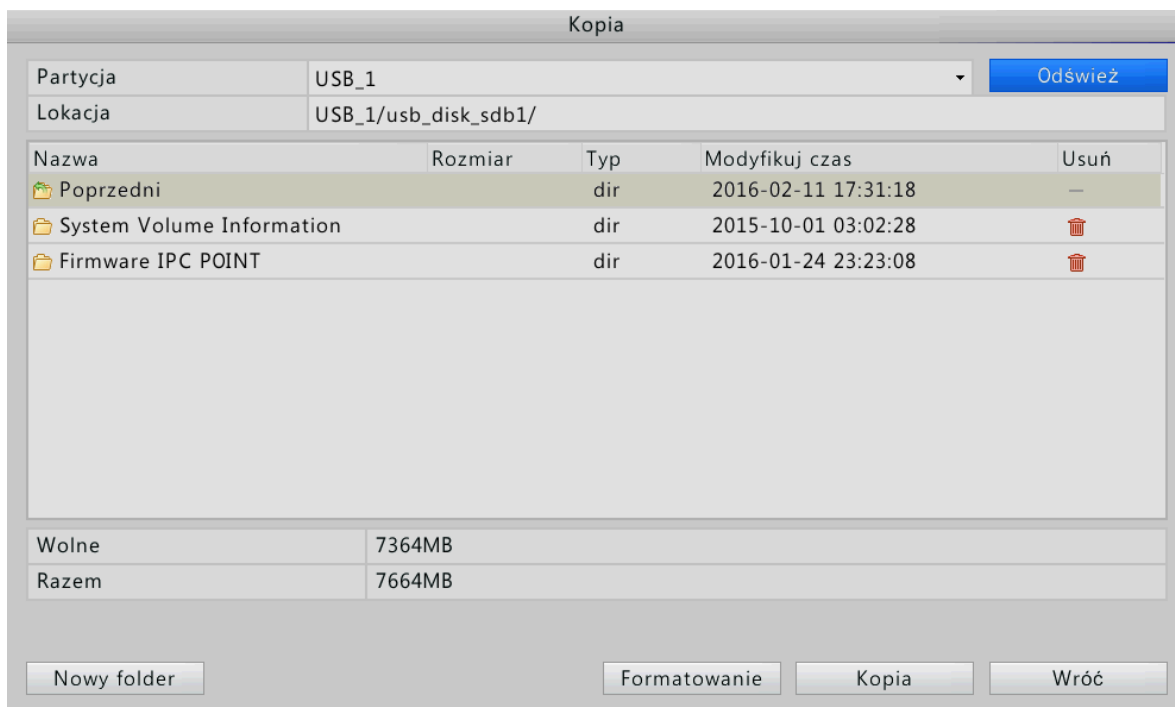 Kopia
Partycja USB_1 Odśwież
Lokacja USB_1/usb_disk_sdb1/
Nazwa Rozmiar Typ Modyfikuj czas Usuń
Poprzedni dir 2016-02-11 17:31:18 —
System Volume Information dir 2015-10-01 03:02:28
Firmware IPC POINT dir 2016-01-24 23:23:08
Wolne 7364MB
Razem 7664MB
Nowy folder Formatowanie Kopia Wróć